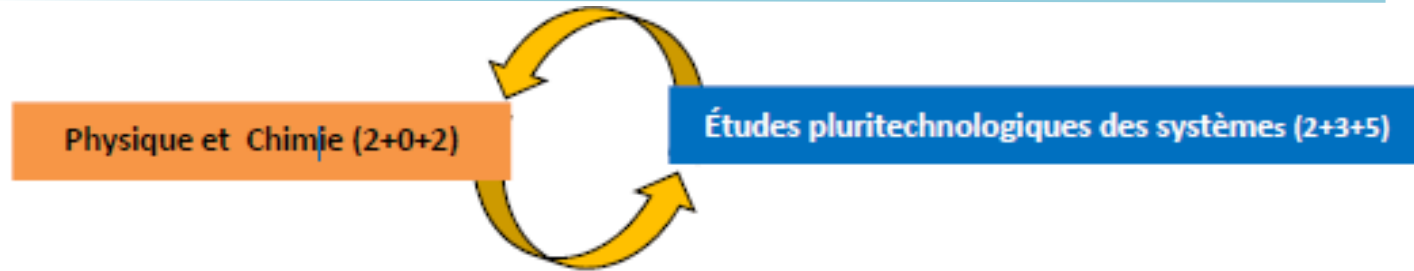 Physique et Chimie (2+0+2)
Études pluritechnologiques des systèmes (2+3+5)